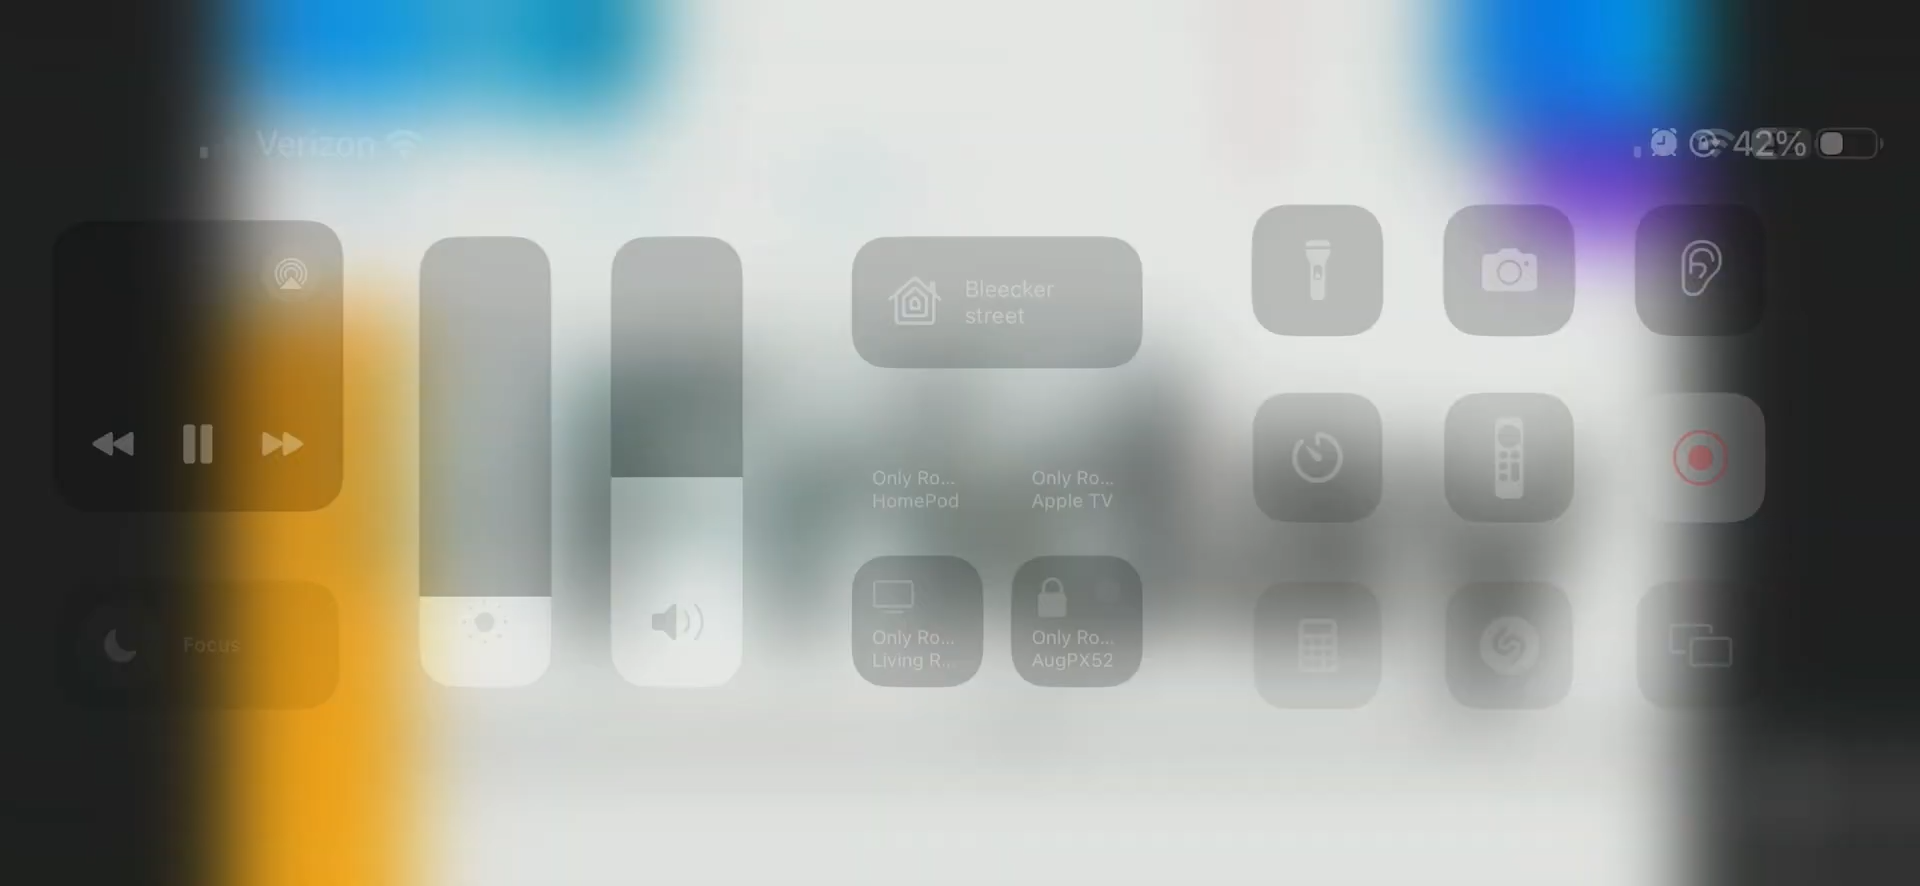 Verizon
42%
Bleecker
street
Only Ro...
HomePod
Only Ro...
Apple TV
Focus
Only Ro...
Living R...
Only Ro...
AugPX52